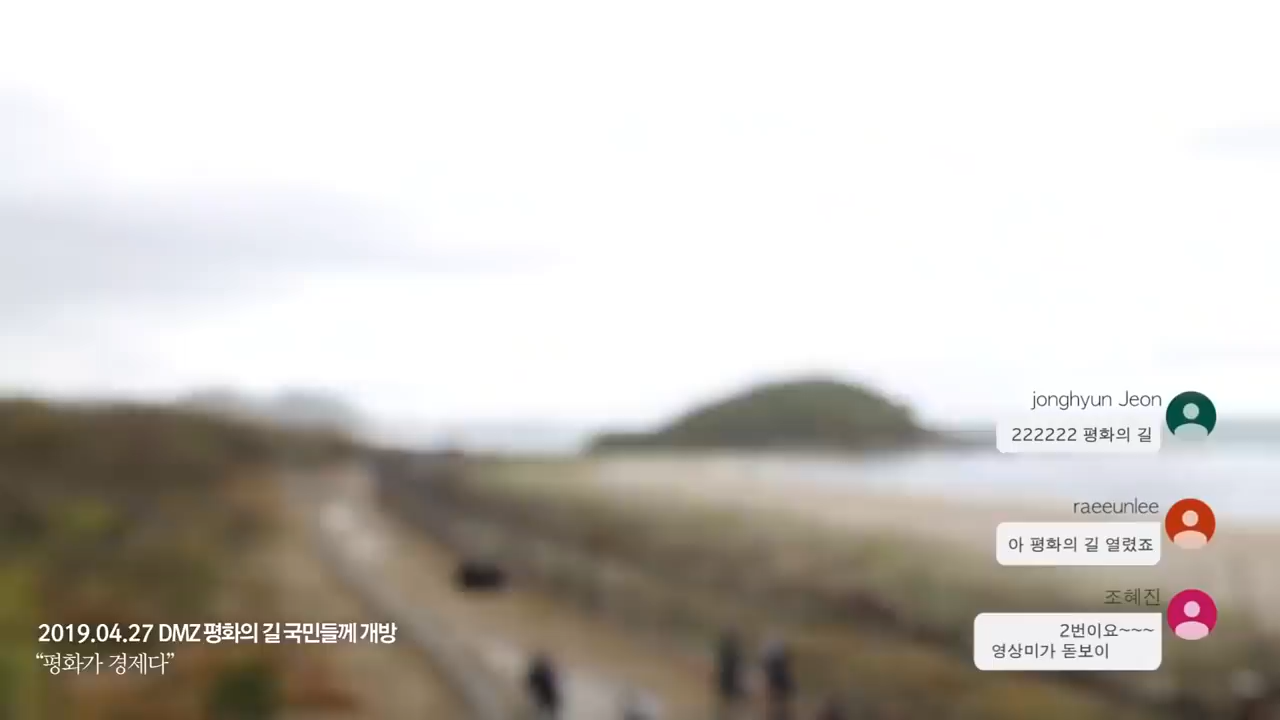 jonghyun Jeon
222222 평화의 길
raeeunlee
아 평화의 길 열렸죠
조혜진
2번이요~~~
영상미가 돋보이
2019.04.27 DMZ 평화의 길 국민들께 개방
“평화가 경제다”